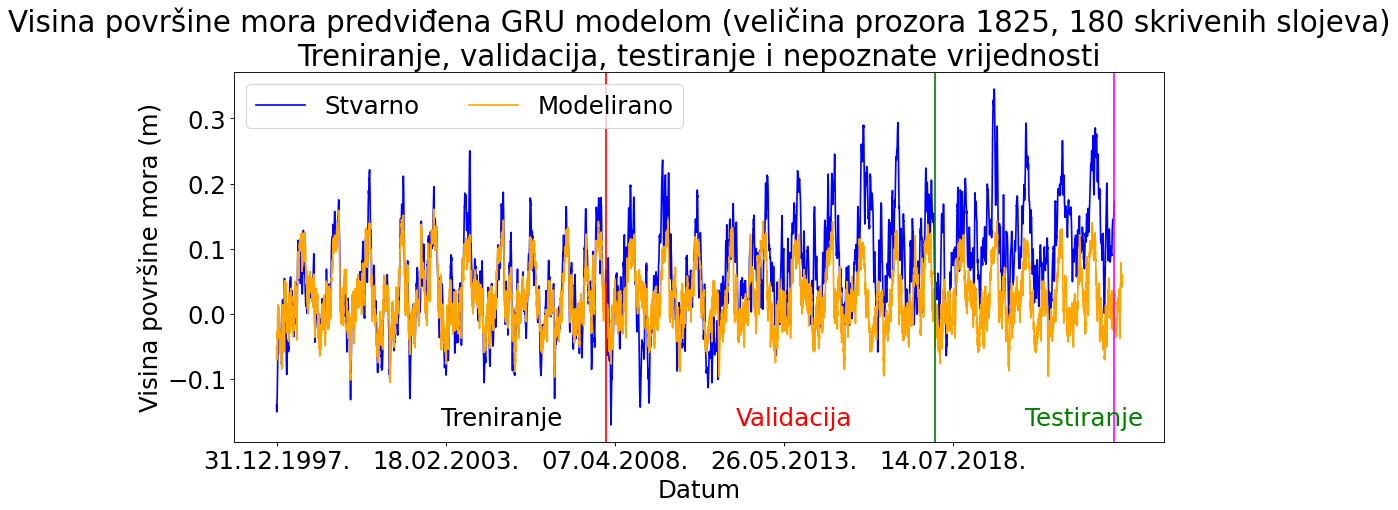 Visina površine mora predviđena GRU modelom (veličina prozora 1825, 180 skrivenih slojeva)
Treniranje, validacija, testiranje i nepoznate vrijednosti
Stvarno
Modelirano
Visina površine mora (m)
0.3
0.2
0.1
0.0
−0.1
Treniranje
Validacija
Testiranje
31.12.1997.
18.02.2003.
07.04.2008.
26.05.2013.
14.07.2018.
Datum